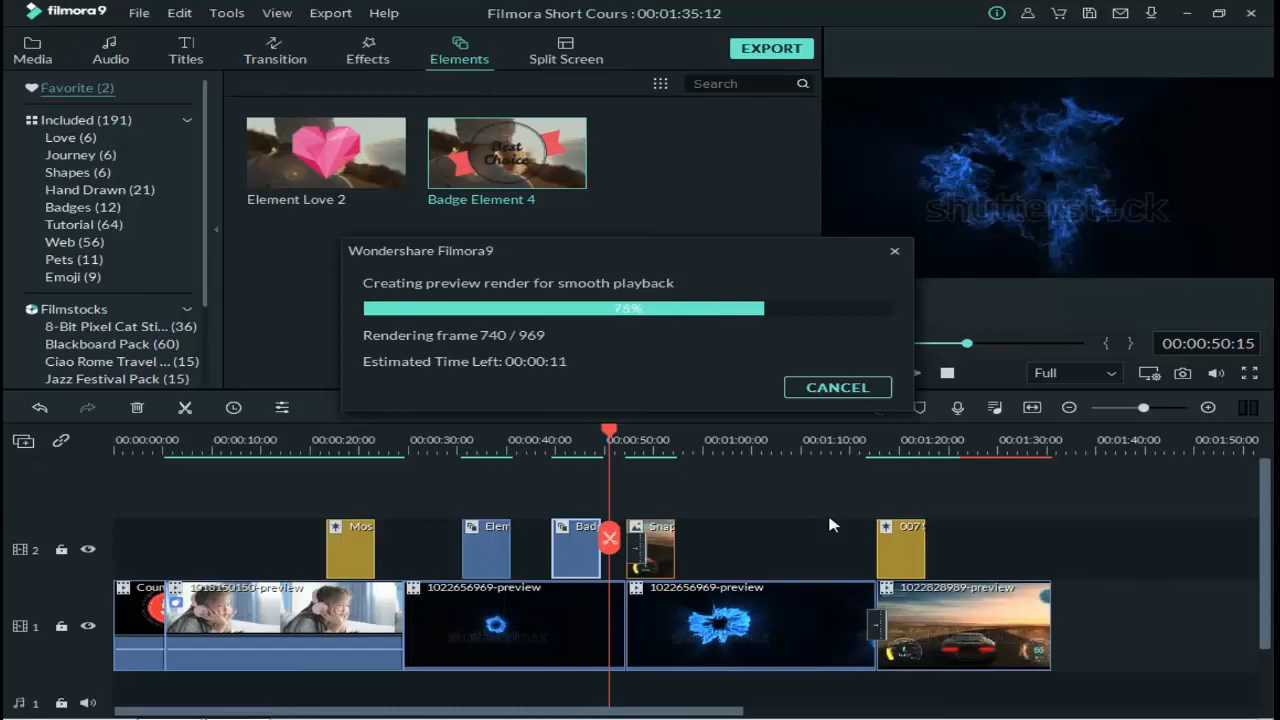 filmora9 File Edit Tools View Export Help Filmora Short Cours : 00:01:35:12
Media Audio Titles Transition Effects Elements Split Screen EXPORT
Favorite (2)
Search
Included (191)
Love (6)
Journey (6)
Shapes (6)
Hand Drawn (21)
Badges (12)
Tutorial (64)
Web (56)
Pets (11)
Emoji (9)
Filmstocks
8-Bit Pixel Cat Sti... (36)
Blackboard Pack (60)
Ciao Rome Travel ... (15)
Jazz Festival Pack (15)
Best
Choice
Element Love 2 Badge Element 4
shutterstock
Wondershare Filmora9
Creating preview render for smooth playback
76%
Rendering frame 740 / 969
Estimated Time Left: 00:00:11
CANCEL
{ } 00:00:50:15
Full
00:00:00:00 00:00:10:00 00:00:20:00 00:00:30:00 00:00:40:00 00:00:50:00 00:01:00:00 00:01:10:00 00:01:20:00 00:01:30:00 00:01:40:00 00:01:50:00
2 Mos Elem Bad Snap 007
Coun 1018150150-preview 1022656969-preview 1022656969-preview 1022828989-preview
1
1